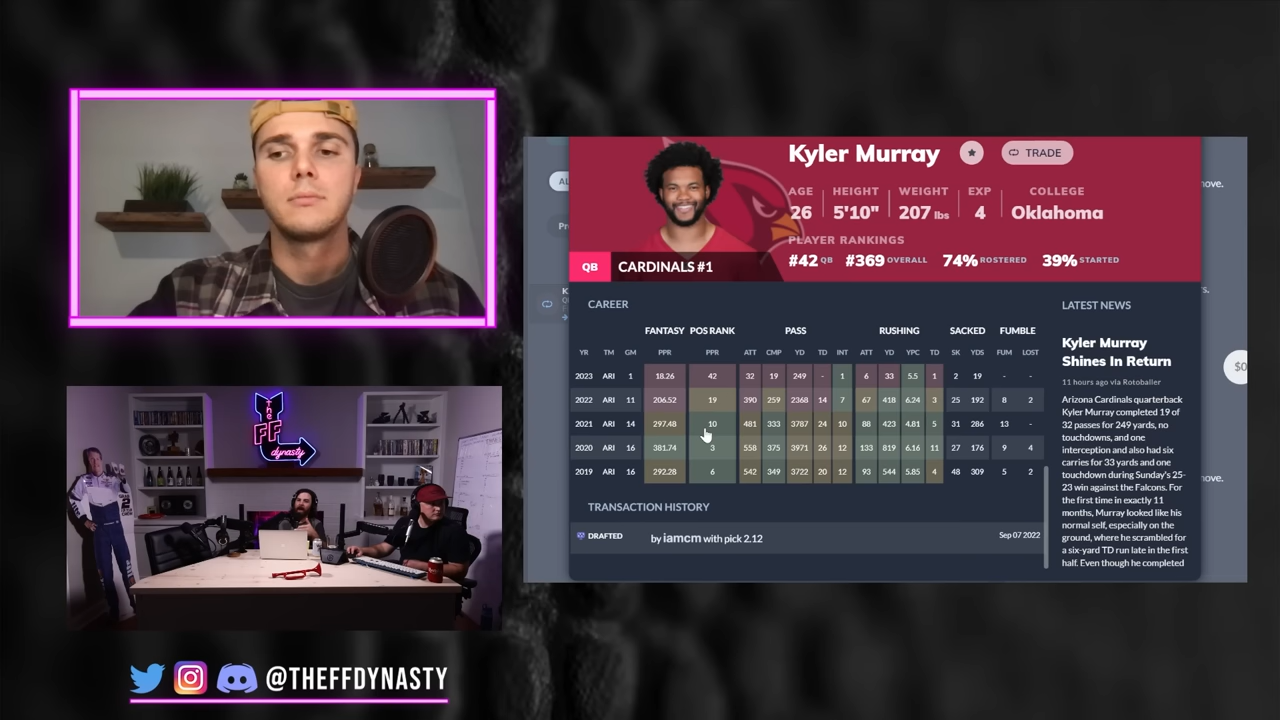 the
FF
dynasty
@THEFFDYNASTY
Kyler Murray
TRADE
AGE HEIGHT WEIGHT EXP COLLEGE
26 5'10" 207 lbs 4 Oklahoma
PLAYER RANKINGS
#42 QB #369 OVERALL 74% ROSTERED 39% STARTED
QB CARDINALS #1
CAREER
FANTASY POS RANK PASS RUSHING SACKED FUMBLE
YR TM GM PPR PPR ATT CMP YD TD INT ATT YD YPC TD SK YDS FUM LOST
2023 ARI 1 18.26 42 32 19 249 - 1 6 33 5.5 1 2 19 - -
2022 ARI 11 206.52 19 390 259 2368 14 7 67 418 6.24 3 25 192 8 2
2021 ARI 14 297.48 10 481 333 3787 24 10 88 423 4.81 5 31 286 13 -
2020 ARI 16 381.74 3 558 375 3971 26 12 133 819 6.16 11 27 176 9 4
2019 ARI 16 292.28 6 542 349 3722 20 12 93 544 5.85 4 48 309 5 2
TRANSACTION HISTORY
DRAFTED by iamcm with pick 2.12 Sep 07 2022
LATEST NEWS
Kyler Murray
Shines In Return
11 hours ago via Rotoballer
Arizona Cardinals quarterback
Kyler Murray completed 19 of
32 passes for 249 yards, no
touchdowns, and one
interception and also had six
carries for 33 yards and one
touchdown during Sunday's 25-
23 win against the Falcons. For
the first time in exactly 11
months, Murray looked like his
normal self, especially on the
ground, where he scrambled for
a six-yard TD run late in the first
half. Even though he completed
$0